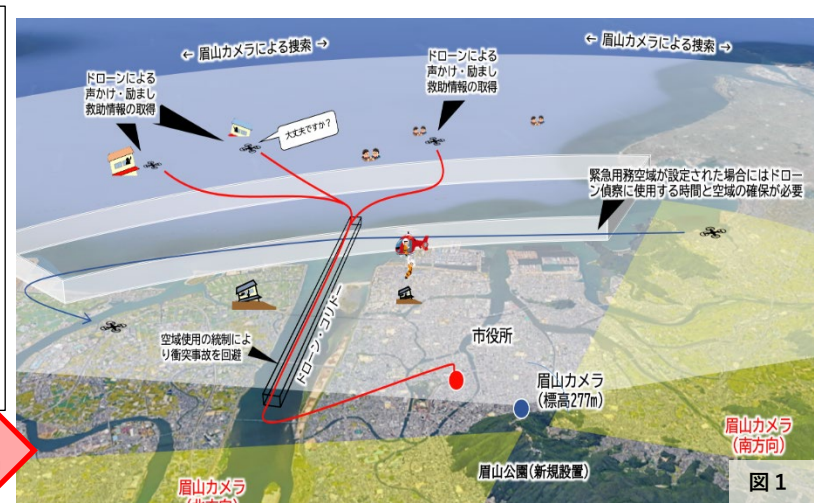 ← 眉山カメラによる捜索 →
← 眉山カメラによる捜索 →
ドローンによる
声かけ・励まし
救助情報の取得
大丈夫ですか？
ドローンによる
声かけ・励まし
救助情報の取得
緊急用務空域が設定された場合にはドロー
ン偵察に使用する時間と空域の確保が必要
空域使用の統制によ
り衝突事故を回避
ドローン・コリドー
市役所
眉山カメラ
(標高277m)
眉山カメラ
(南方向)
眉山公園(新規設置)
眉山カメラ
図1